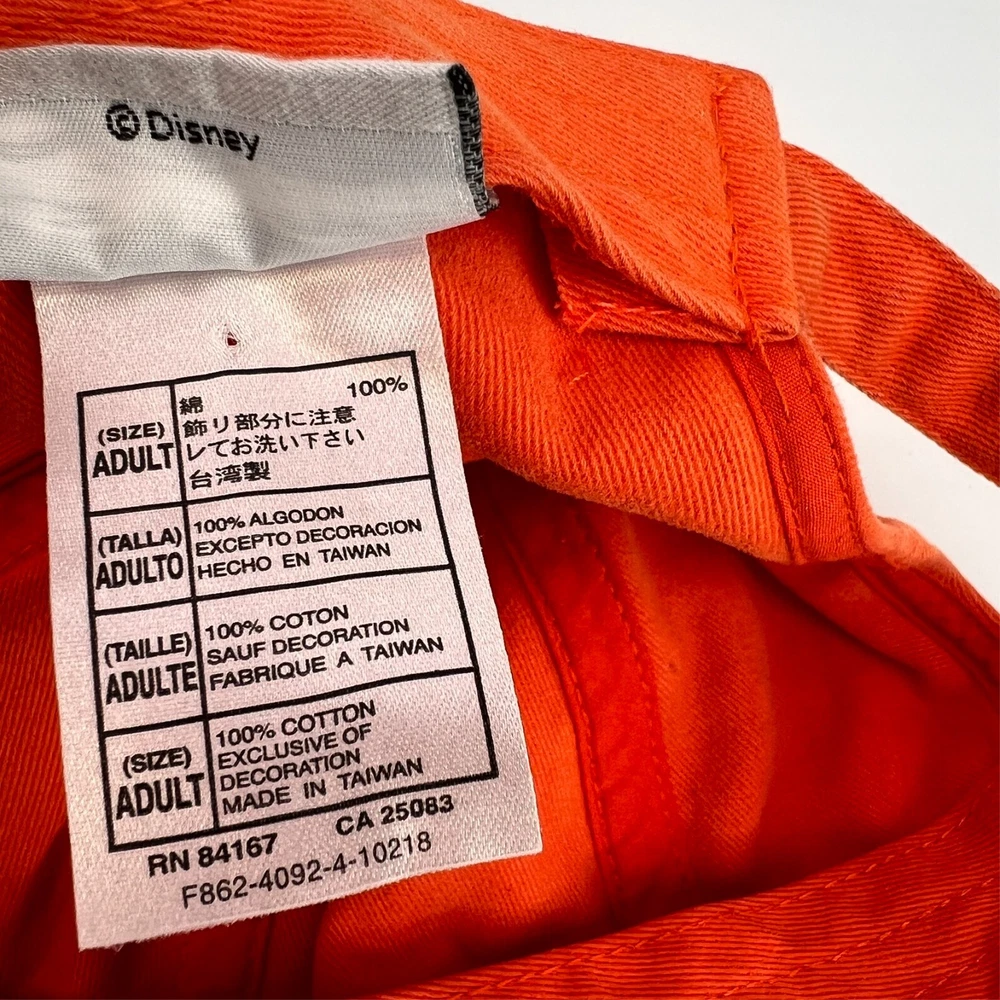 © Disney
(SIZE)
ADULT
綿 100%
飾リ部分に注意
レてお洗い下さい
台湾製
(TALLA)
ADULTO
100% ALGODON
EXCEPTO DECORACION
HECHO EN TAIWAN
(TAILLE)
ADULTE
100% COTON
SAUF DECORATION
FABRIQUE A TAIWAN
(SIZE)
ADULT
100% COTTON
EXCLUSIVE OF
DECORATION
MADE IN TAIWAN
RN 84167 CA 25083
F862-4092-4-10218